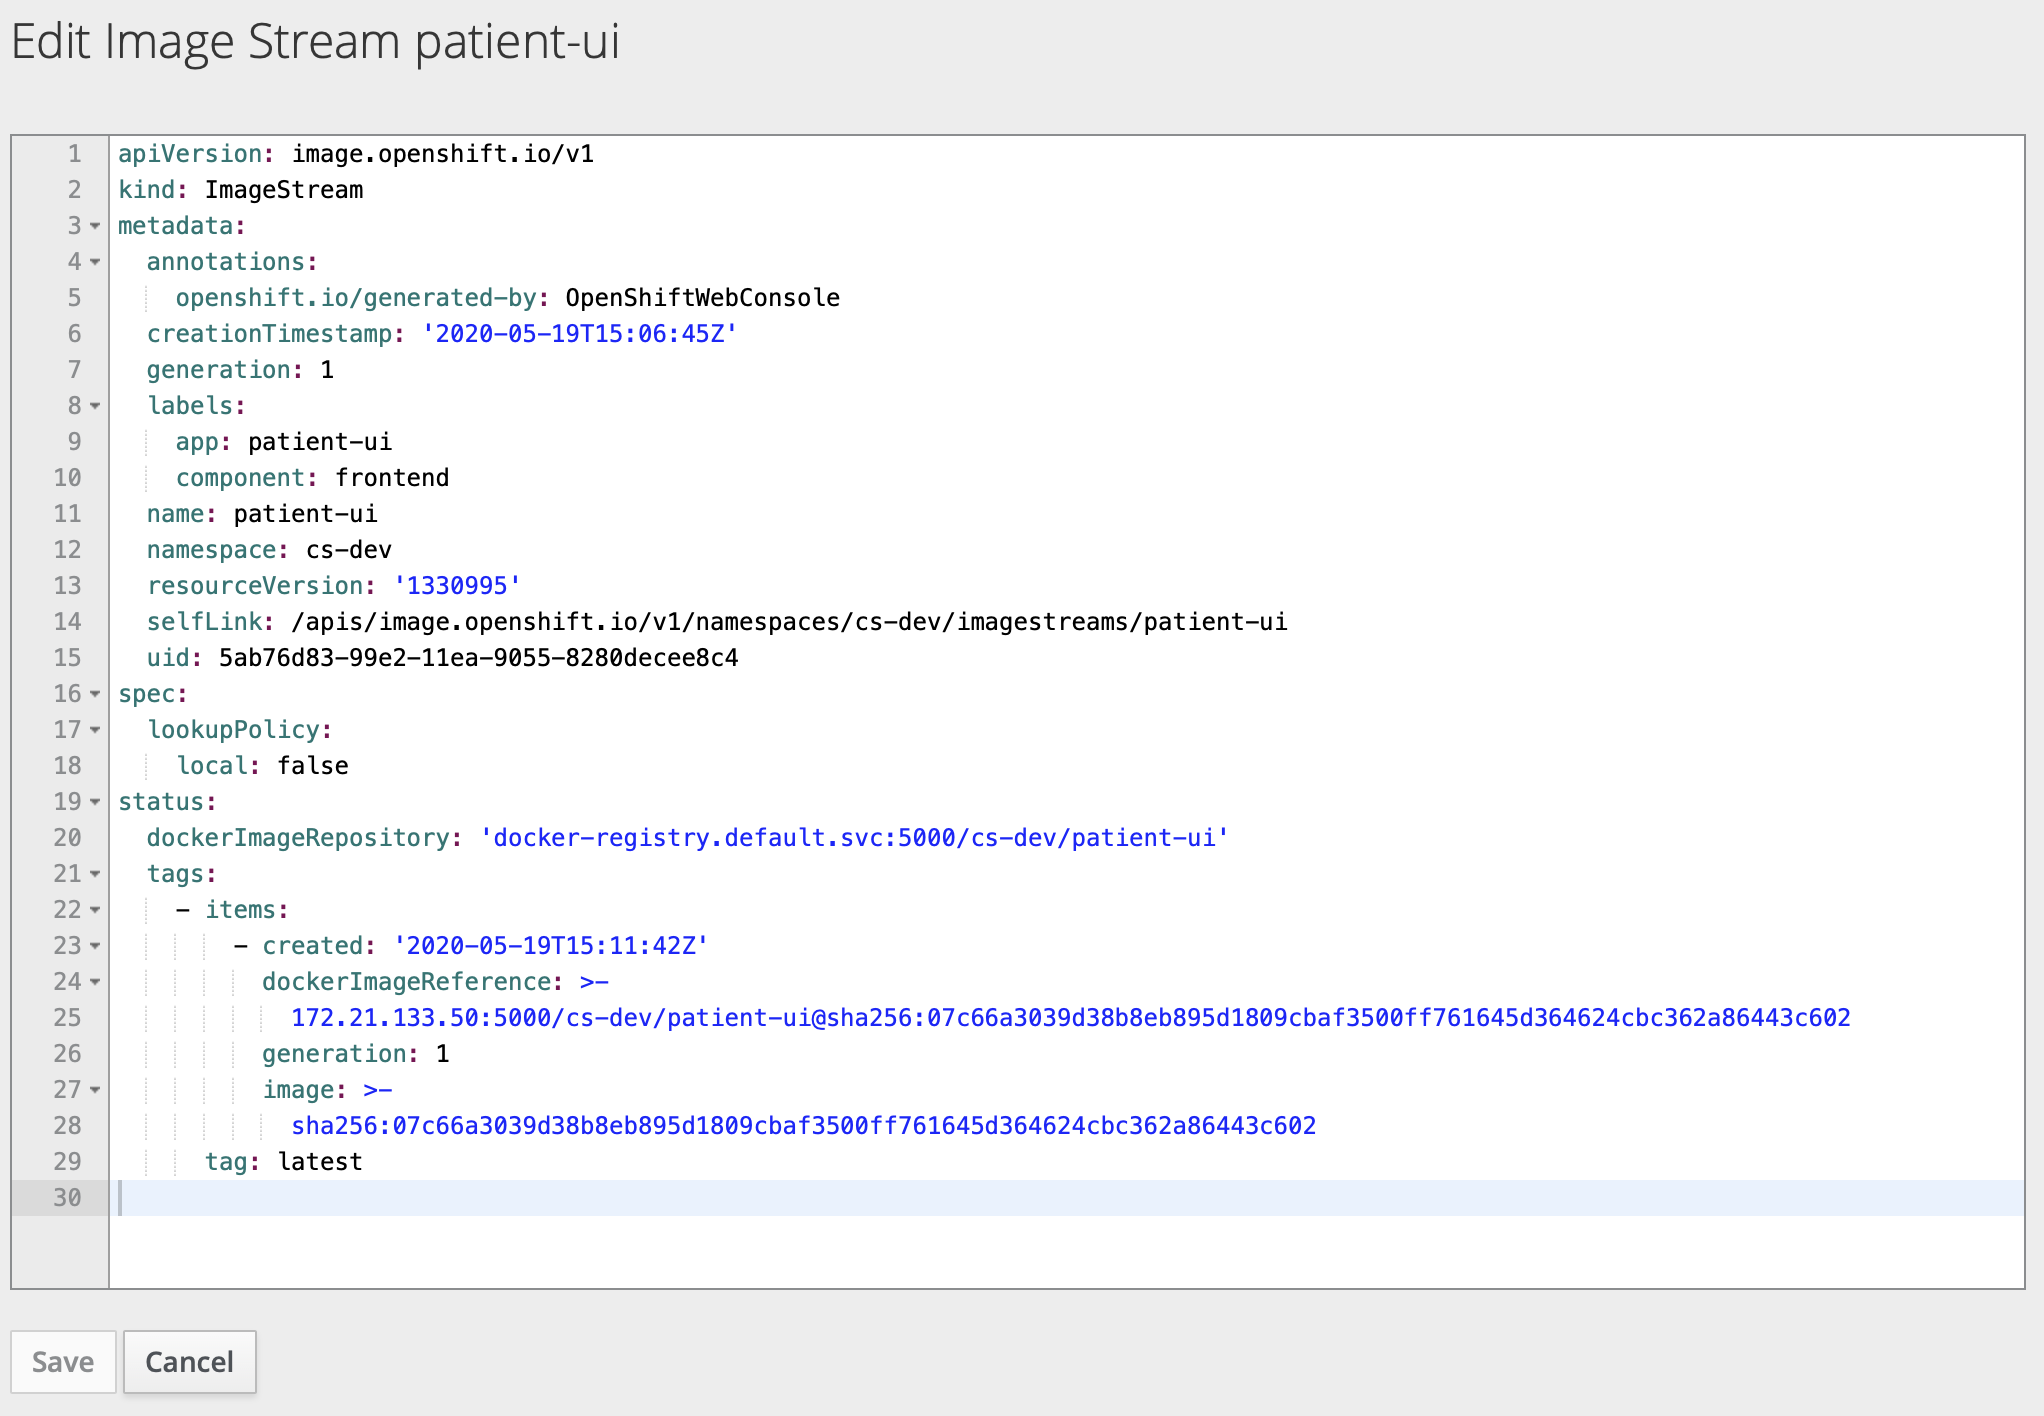 Edit Image Stream patient-ui
1 apiVersion: image.openshift.io/v1
2 kind: ImageStream
3 metadata:
4   annotations:
5     openshift.io/generated-by: OpenShiftWebConsole
6   creationTimestamp: '2020-05-19T15:06:45Z'
7   generation: 1
8   labels:
9     app: patient-ui
10     component: frontend
11   name: patient-ui
12   namespace: cs-dev
13   resourceVersion: '1330995'
14   selfLink: /apis/image.openshift.io/v1/namespaces/cs-dev/imagestreams/patient-ui
15   uid: 5ab76d83-99e2-11ea-9055-8280decee8c4
16 spec:
17   lookupPolicy:
18     local: false
19 status:
20   dockerImageRepository: 'docker-registry.default.svc:5000/cs-dev/patient-ui'
21   tags:
22     - items:
23         - created: '2020-05-19T15:11:42Z'
24           dockerImageReference: >-
25             172.21.133.50:5000/cs-dev/patient-ui@sha256:07c66a3039d38b8eb895d1809cbaf3500ff761645d364624cbc362a86443c602
26           generation: 1
27           image: >-
28             sha256:07c66a3039d38b8eb895d1809cbaf3500ff761645d364624cbc362a86443c602
29       tag: latest
30
Save Cancel